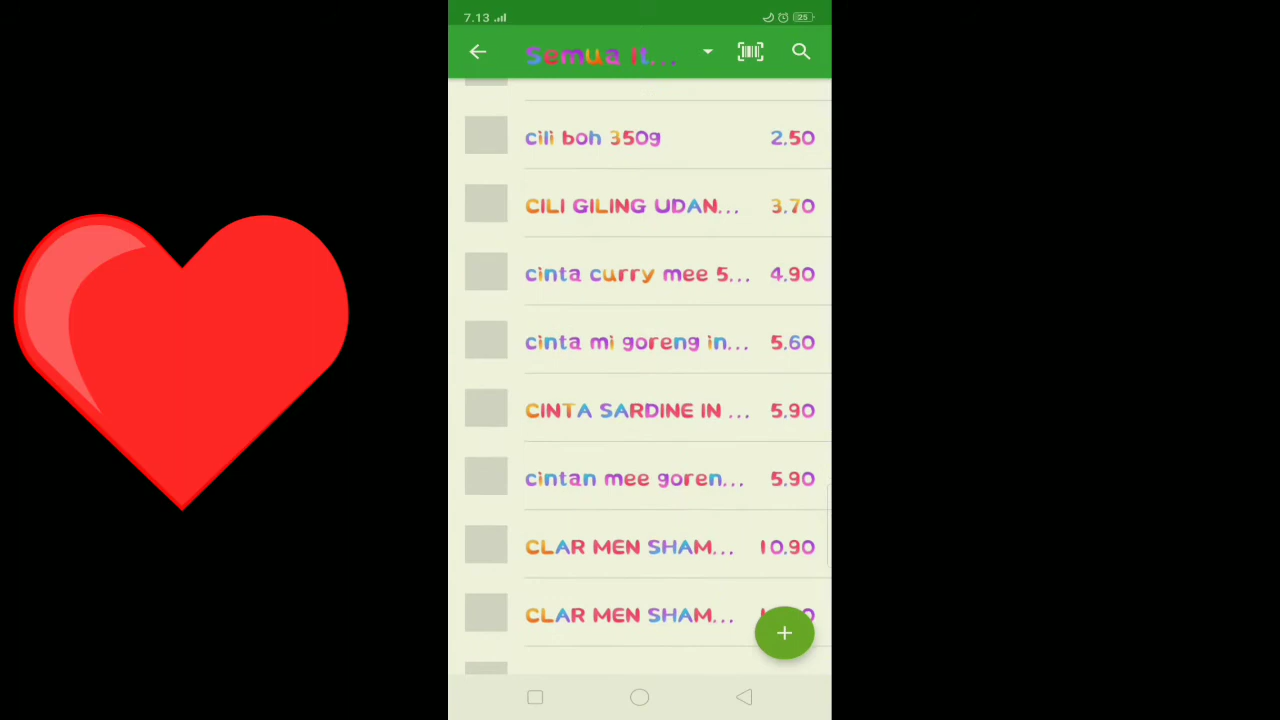 7.13
25
Semua It...
cili boh 350g 2.50
CILI GILING UDAN... 3.70
cinta curry mee 5... 4.90
cinta mi goreng in... 5.60
CINTA SARDINE IN ... 5.90
cintan mee goren... 5.90
CLAR MEN SHAM... 10.90
CLAR MEN SHAM...